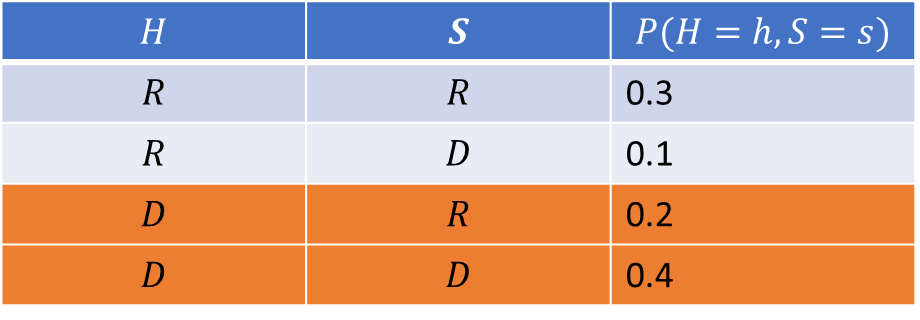 H S P(H = h, S = s)
R R 0.3
R D 0.1
D R 0.2
D D 0.4